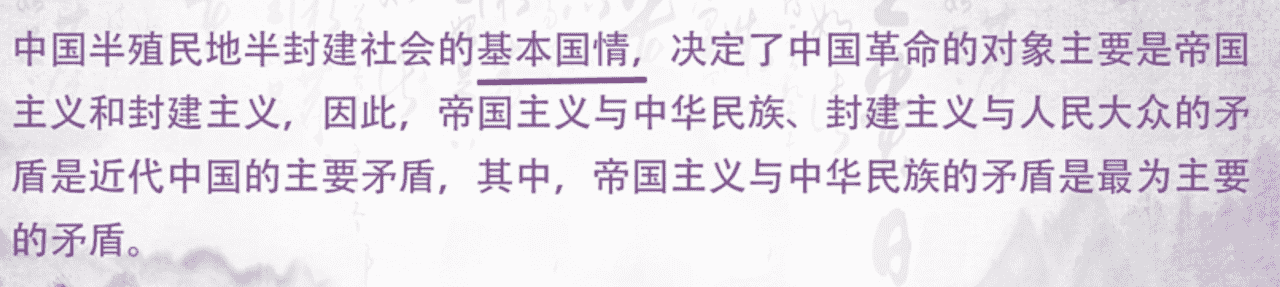 中国半殖民地半封建社会的基本国情，决定了中国革命的对象主要是帝国
主义和封建主义，因此，帝国主义与中华民族、封建主义与人民大众的矛
盾是近代中国的主要矛盾，其中，帝国主义与中华民族的矛盾是最为主要
的矛盾。